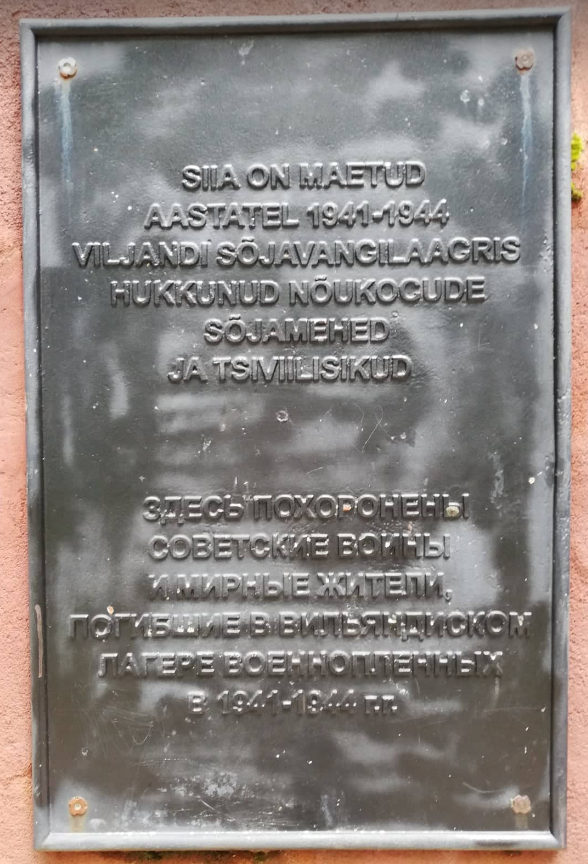 SIIA ON MAETUD
AASTATEL 1941-1944
VILJANDI SÕJAVANGILAAGRIS
HUKKUNUD NÕUKOGUDE
SÕJAMEHED
JA TSIVIILISIKUD
ЗДЕСЬ ПОХОРОНЕНЫ
СОВЕТСКИЕ ВОИНЫ
И МИРНЫЕ ЖИТЕЛИ,
ПОГИБШИЕ В ВИЛЬЯНДИСКОМ
ЛАГЕРЕ ВОЕННОПЛЕННЫХ
В 1941-1944 г.г.